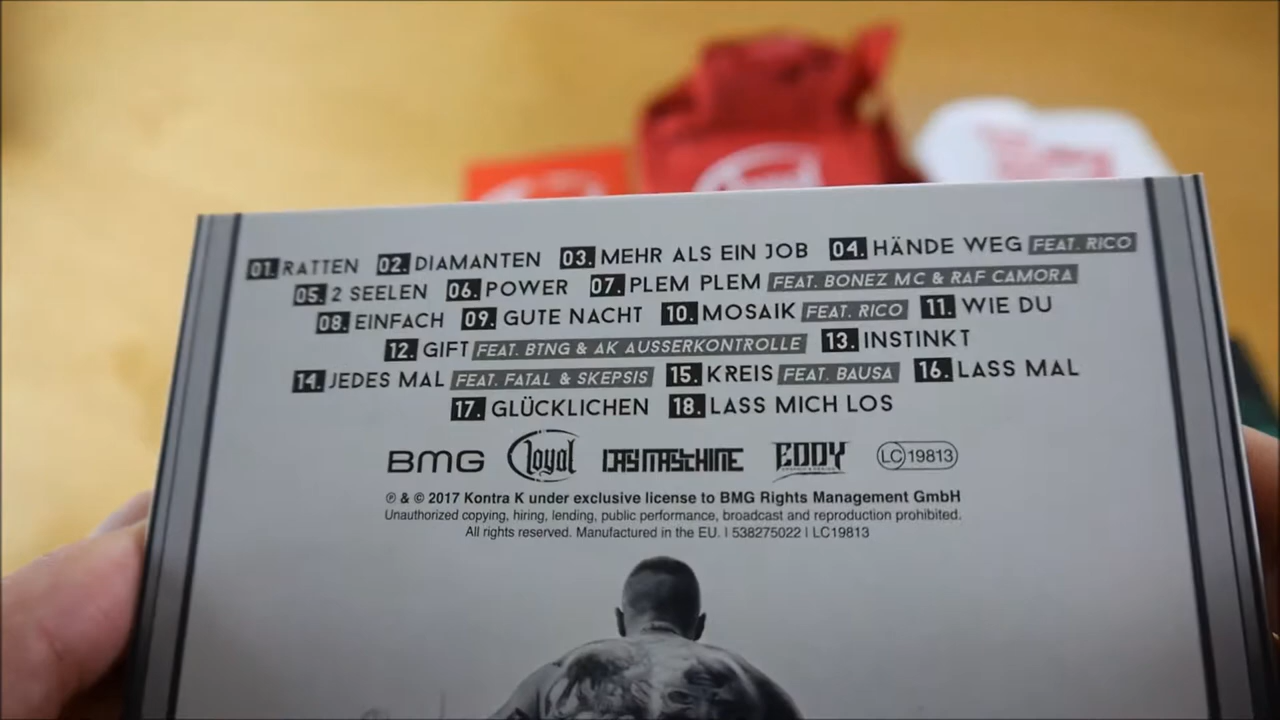 01. RATTEN 02. DIAMANTEN 03. MEHR ALS EIN JOB 04. HÄNDE WEG FEAT. RICO
05. 2 SEELEN 06. POWER 07. PLEM PLEM FEAT. BONEZ MC & RAF CAMORA
08. EINFACH 09. GUTE NACHT 10. MOSAIK FEAT. RICO 11. WIE DU
12. GIFT FEAT. BTNG & AK AUSSERKONTROLLE 13. INSTINKT
14. JEDES MAL FEAT. FATAL & SKEPSIS 15. KREIS FEAT. BAUSA 16. LASS MAL
17. GLÜCKLICHEN 18. LASS MICH LOS
BMG loyal DAS MASCHINE EDDY LC 19813
℗ & © 2017 Kontra K under exclusive license to BMG Rights Management GmbH
Unauthorized copying, hiring, lending, public performance, broadcast and reproduction prohibited.
All rights reserved. Manufactured in the EU. I 538275022 I LC19813